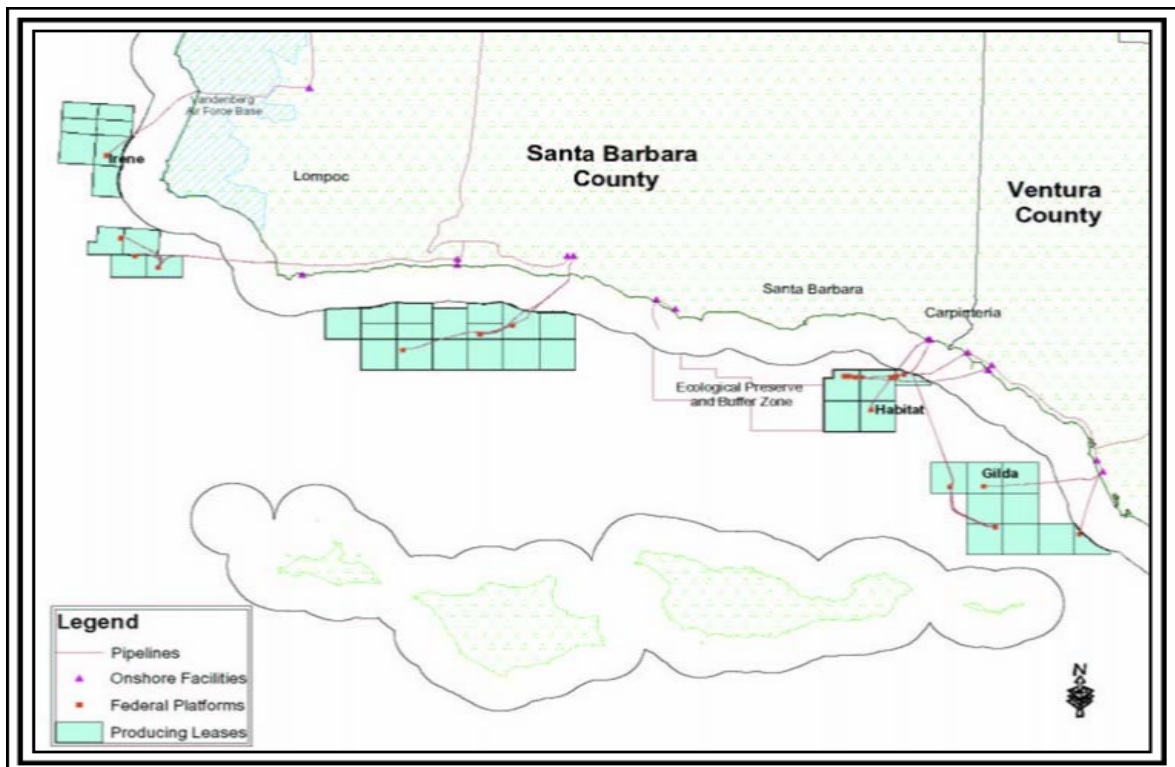 Vandenberg
Air Force Base
Irene
Lompoc
Santa Barbara
County
Ventura
County
Santa Barbara
Carpinteria
Ecological Preserve
and Buffer Zone
Habitat
Gilda
Legend
Pipelines
Onshore Facilities
Federal Platforms
Producing Leases
N